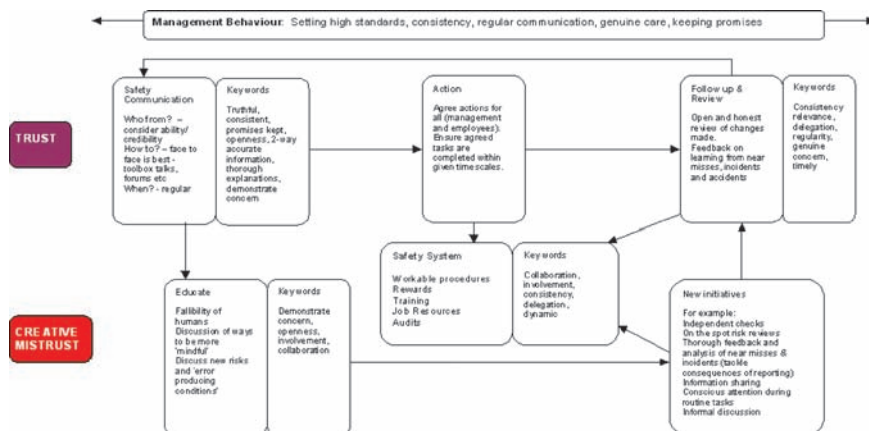 Management Behaviour: Setting high standards, consistency, regular communication, genuine care, keeping promises
TRUST
Safety
Communication
Who from? –
consider ability/
credibility
How to? – face to
face is best -
toolbox talks,
forums etc
When? - regular
Keywords
Truthful,
consistent,
promises kept,
openness, 2-way
accurate
information,
thorough
explanations,
demonstrate
concern
Action
Agree actions for
all (management
and employees).
Ensure agreed
tasks are
completed within
given timescales.
Follow up &
Review
Open and honest
review of changes
made.
Feedback on
learning from near
misses, incidents
and accidents
Keywords
Consistency
relevance,
delegation,
regularity,
genuine
concern,
timely
Safety System
Workable procedures
Rewards
Training
Job Resources
Audits
Keywords
Collaboration,
involvement,
consistency,
delegation,
dynamic
CREATIVE
MISTRUST
Educate
Fallibility of
humans
Discussion of ways
to be more
'mindful'
Discuss new risks
and 'error
producing
conditions'
Keywords
Demonstrate
concern,
openness,
involvement,
collaboration
New initiatives
For example:
Independent checks
On the spot risk reviews
Thorough feedback and
analysis of near misses &
incidents (tackle
consequences of reporting)
Information sharing
Conscious attention during
routine tasks
Informal discussion